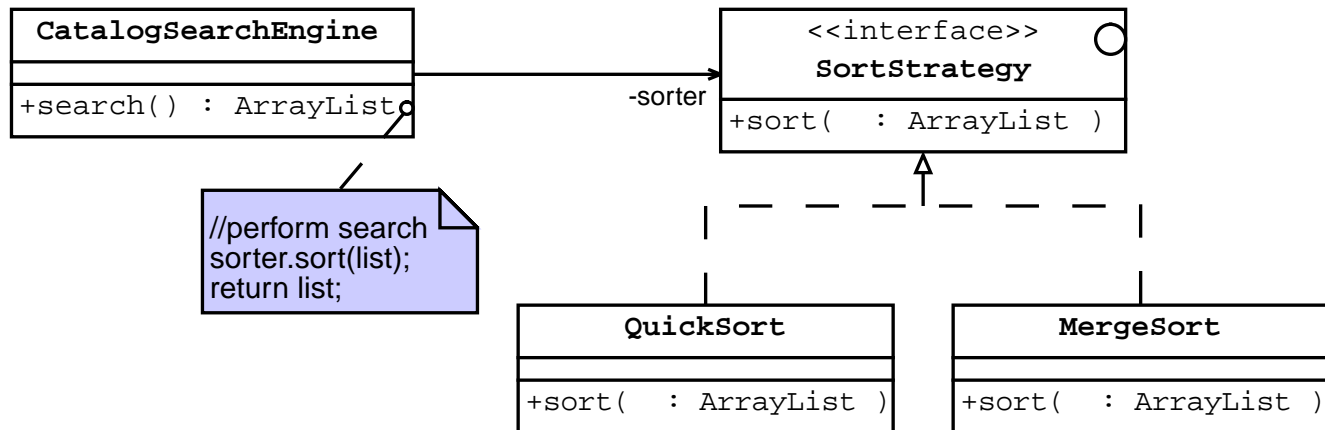 CatalogSearchEngine
+search() : ArrayList
<<interface>>
SortStrategy
+sort(  : ArrayList )
-sorter
//perform search
sorter.sort(list);
return list;
QuickSort
+sort(  : ArrayList )
MergeSort
+sort(  : ArrayList )